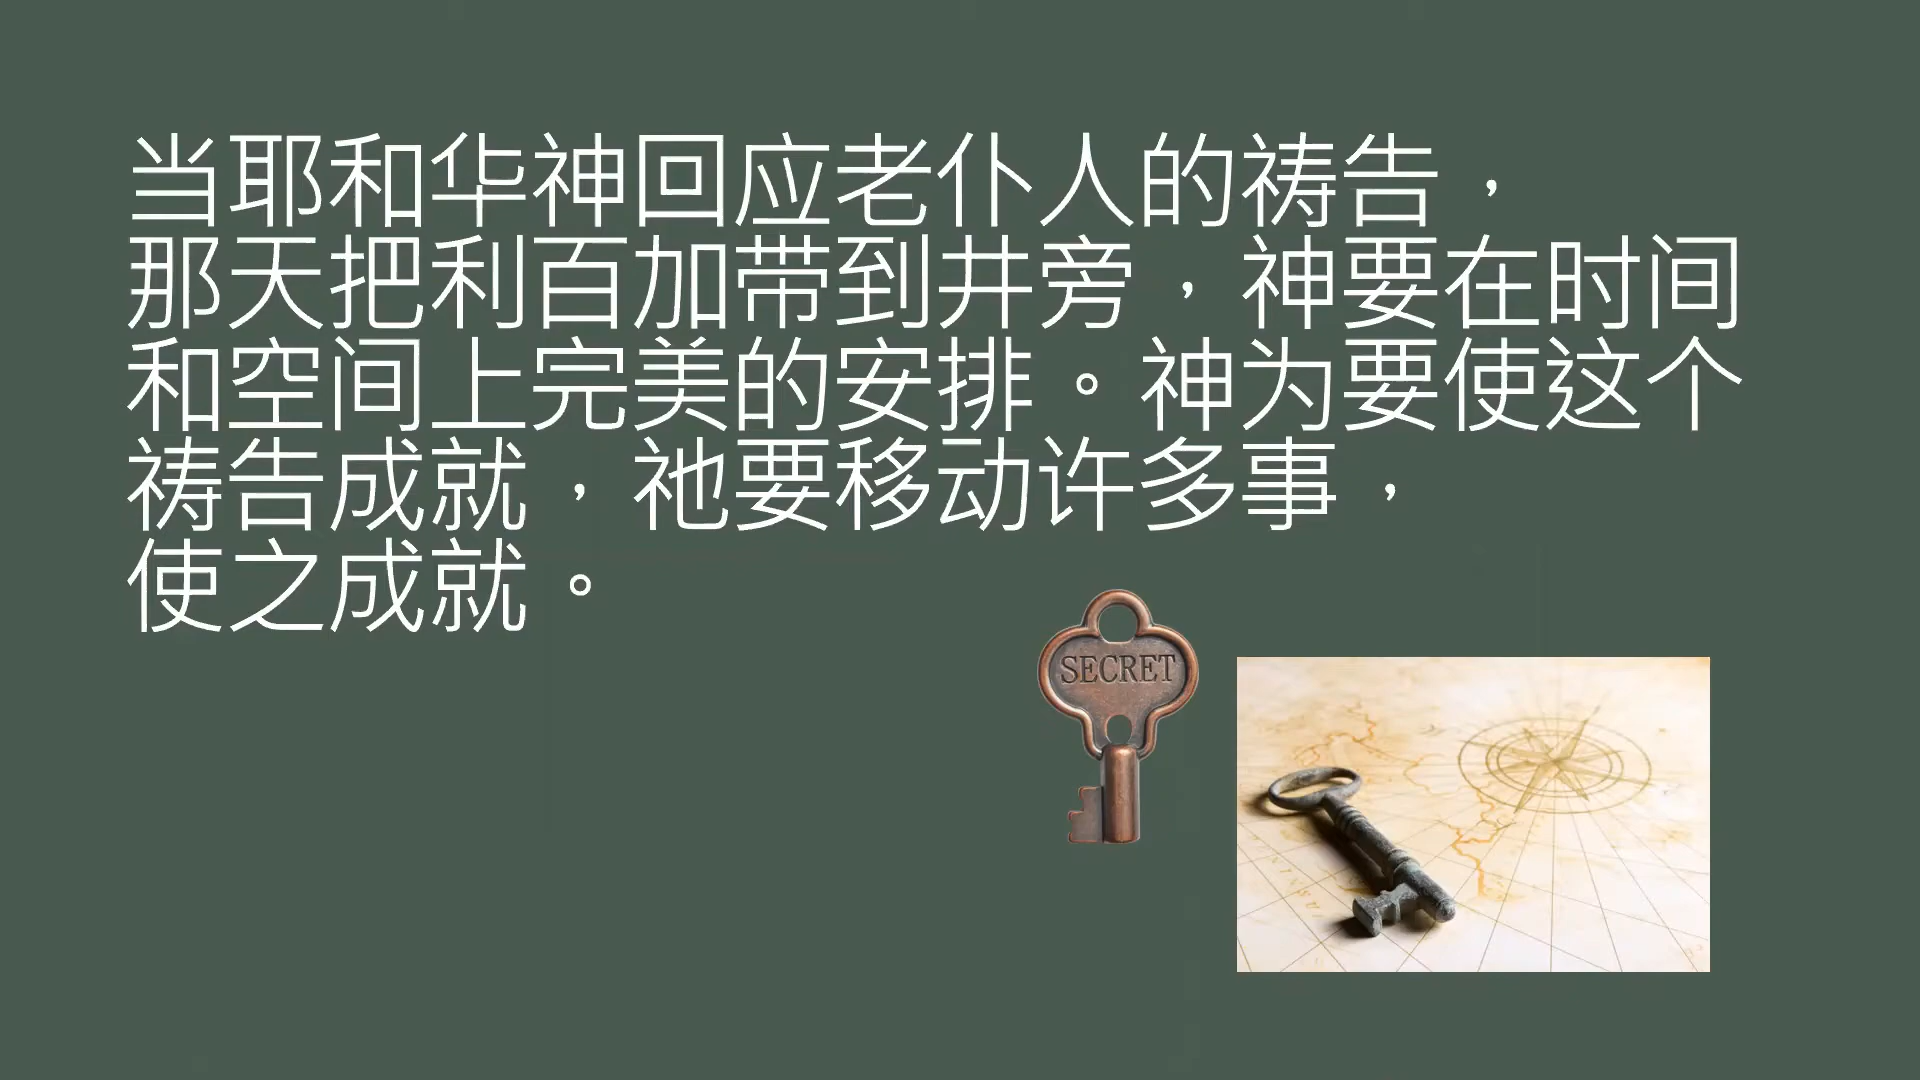 当耶和华神回应老仆人的祷告，
那天把利百加带到井旁，神要在时间
和空间上完美的安排。神为要使这个
祷告成就，祂要移动许多事，
使之成就。
SECRET